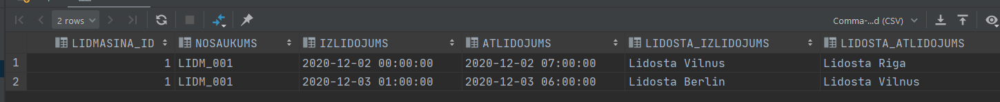 2 rows
Comma-...d (CSV)
LIDMASINA_ID NOSAUKUMS IZLIDOJUMS ATLIDOJUMS LIDOSTA_IZLIDOJUMS LIDOSTA_ATLIDOJUMS
1 1 LIDM_001 2020-12-02 00:00:00 2020-12-02 07:00:00 Lidosta Vilnus Lidosta Riga
2 1 LIDM_001 2020-12-03 01:00:00 2020-12-03 06:00:00 Lidosta Berlin Lidosta Vilnus